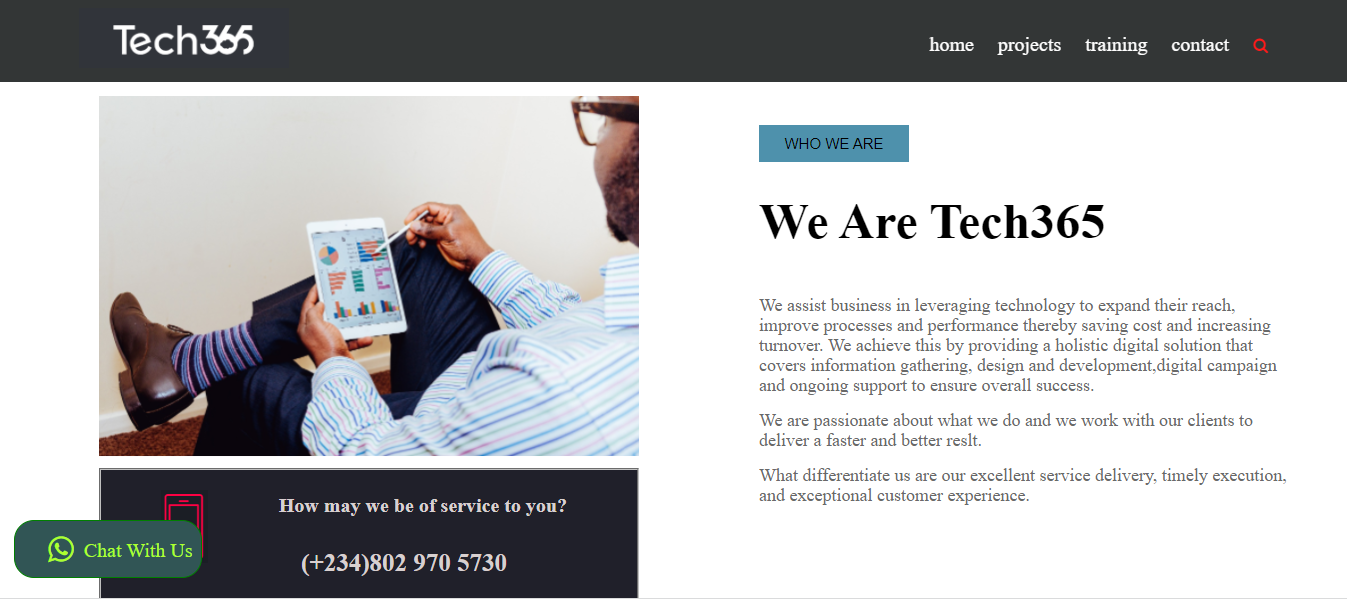 Tech365
home projects training contact
WHO WE ARE
We Are Tech365
We assist business in leveraging technology to expand their reach,
improve processes and performance thereby saving cost and increasing
turnover. We achieve this by providing a holistic digital solution that
covers information gathering, design and development,digital campaign
and ongoing support to ensure overall success.
We are passionate about what we do and we work with our clients to
deliver a faster and better reslt.
What differentiate us are our excellent service delivery, timely execution,
and exceptional customer experience.
How may we be of service to you?
(+234)802 970 5730
Chat With Us